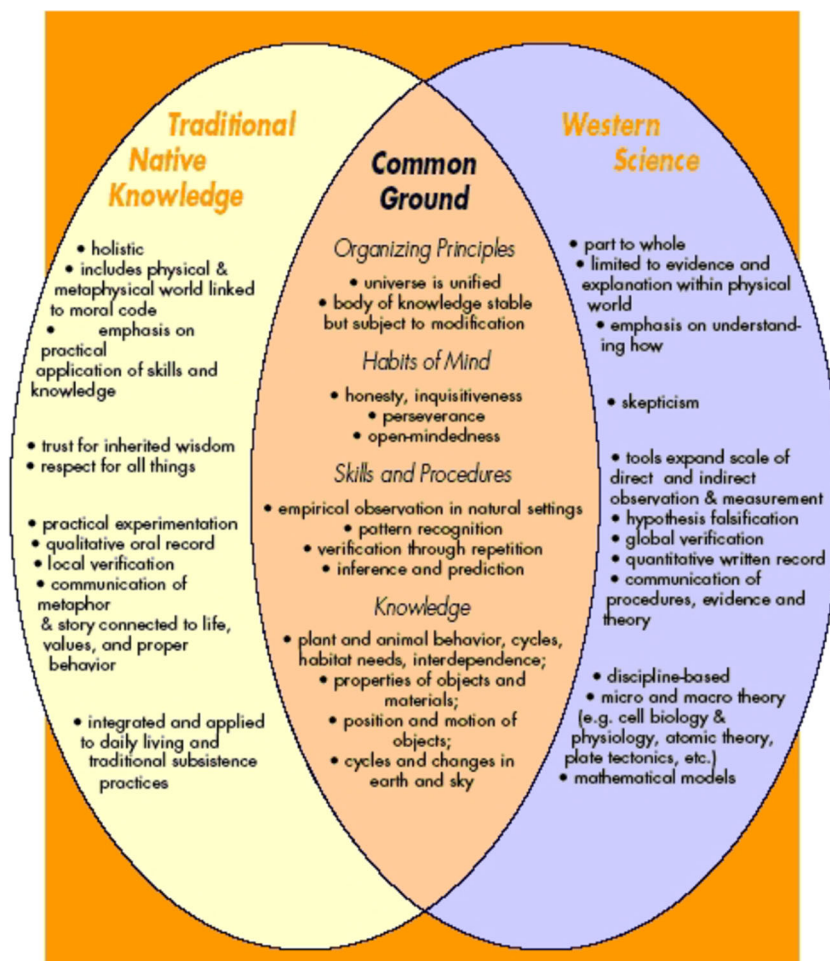 Traditional
Native
Knowledge
• holistic
• includes physical &
metaphysical world linked
to moral code
• emphasis on
practical
application of skills and
knowledge
• trust for inherited wisdom
• respect for all things
• practical experimentation
• qualitative oral record
• local verification
• communication of
metaphor
& story connected to life,
values, and proper
behavior
• integrated and applied
to daily living and
traditional subsistence
practices
Common
Ground
Organizing Principles
• universe is unified
• body of knowledge stable
but subject to modification
Habits of Mind
• honesty, inquisitiveness
• perseverance
• open-mindedness
Skills and Procedures
• empirical observation in natural settings
• pattern recognition
• verification through repetition
• inference and prediction
Knowledge
• plant and animal behavior, cycles,
habitat needs, interdependence;
• properties of objects and
materials;
• position and motion of
objects;
• cycles and changes in
earth and sky
Western
Science
• part to whole
• limited to evidence and
explanation within physical
world
• emphasis on understand-
ing how
• skepticism
• tools expand scale of
direct and indirect
observation & measurement
• hypothesis falsification
• global verification
• quantitative written record
• communication of
procedures, evidence and
theory
• discipline-based
• micro and macro theory
(e.g. cell biology &
physiology, atomic theory,
plate tectonics, etc.)
• mathematical models